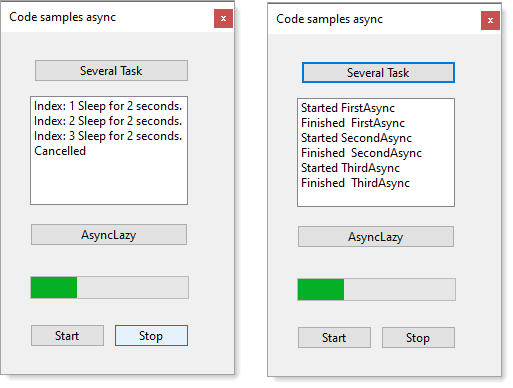 Code samples async
x
Several Task
Index: 1 Sleep for 2 seconds.
Index: 2 Sleep for 2 seconds.
Index: 3 Sleep for 2 seconds.
Cancelled
AsyncLazy
Start
Stop
Code samples async
x
Several Task
Started FirstAsync
Finished  FirstAsync
Started SecondAsync
Finished  SecondAsync
Started ThirdAsync
Finished  ThirdAsync
AsyncLazy
Start
Stop